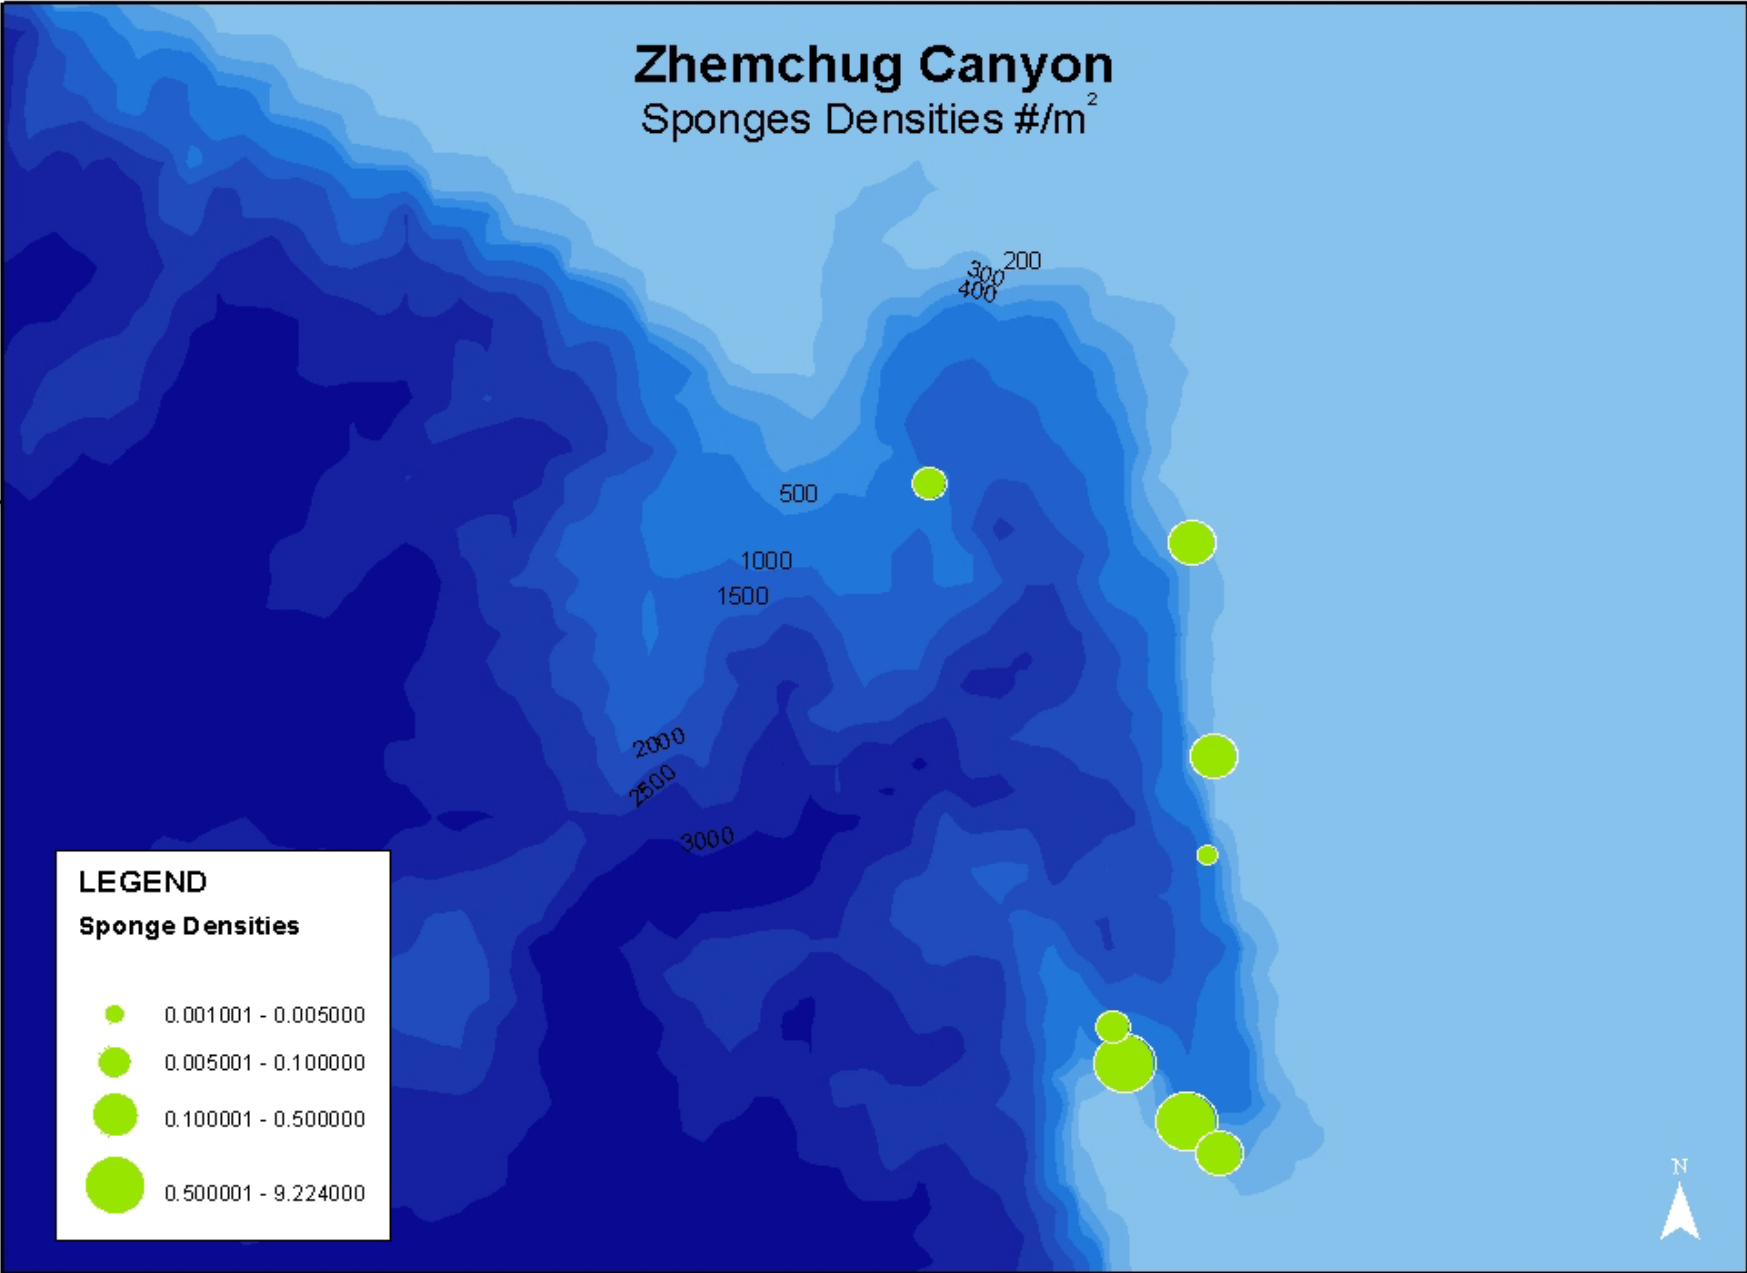 Zhemchug Canyon
Sponges Densities #/m²
200
300
400
500
1000
1500
2000
2500
3000
LEGEND
Sponge Densities
0.001001 - 0.005000
0.005001 - 0.100000
0.100001 - 0.500000
0.500001 - 9.224000
N